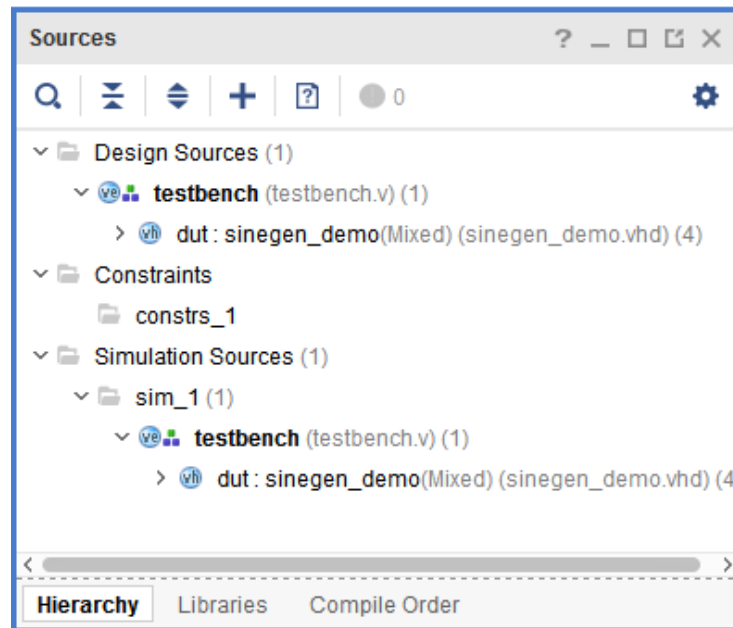 Sources
0
Design Sources (1)
testbench (testbench.v) (1)
dut : sinegen_demo(Mixed) (sinegen_demo.vhd) (4)
Constraints
constrs_1
Simulation Sources (1)
sim_1 (1)
testbench (testbench.v) (1)
dut : sinegen_demo(Mixed) (sinegen_demo.vhd) (4
Hierarchy Libraries Compile Order